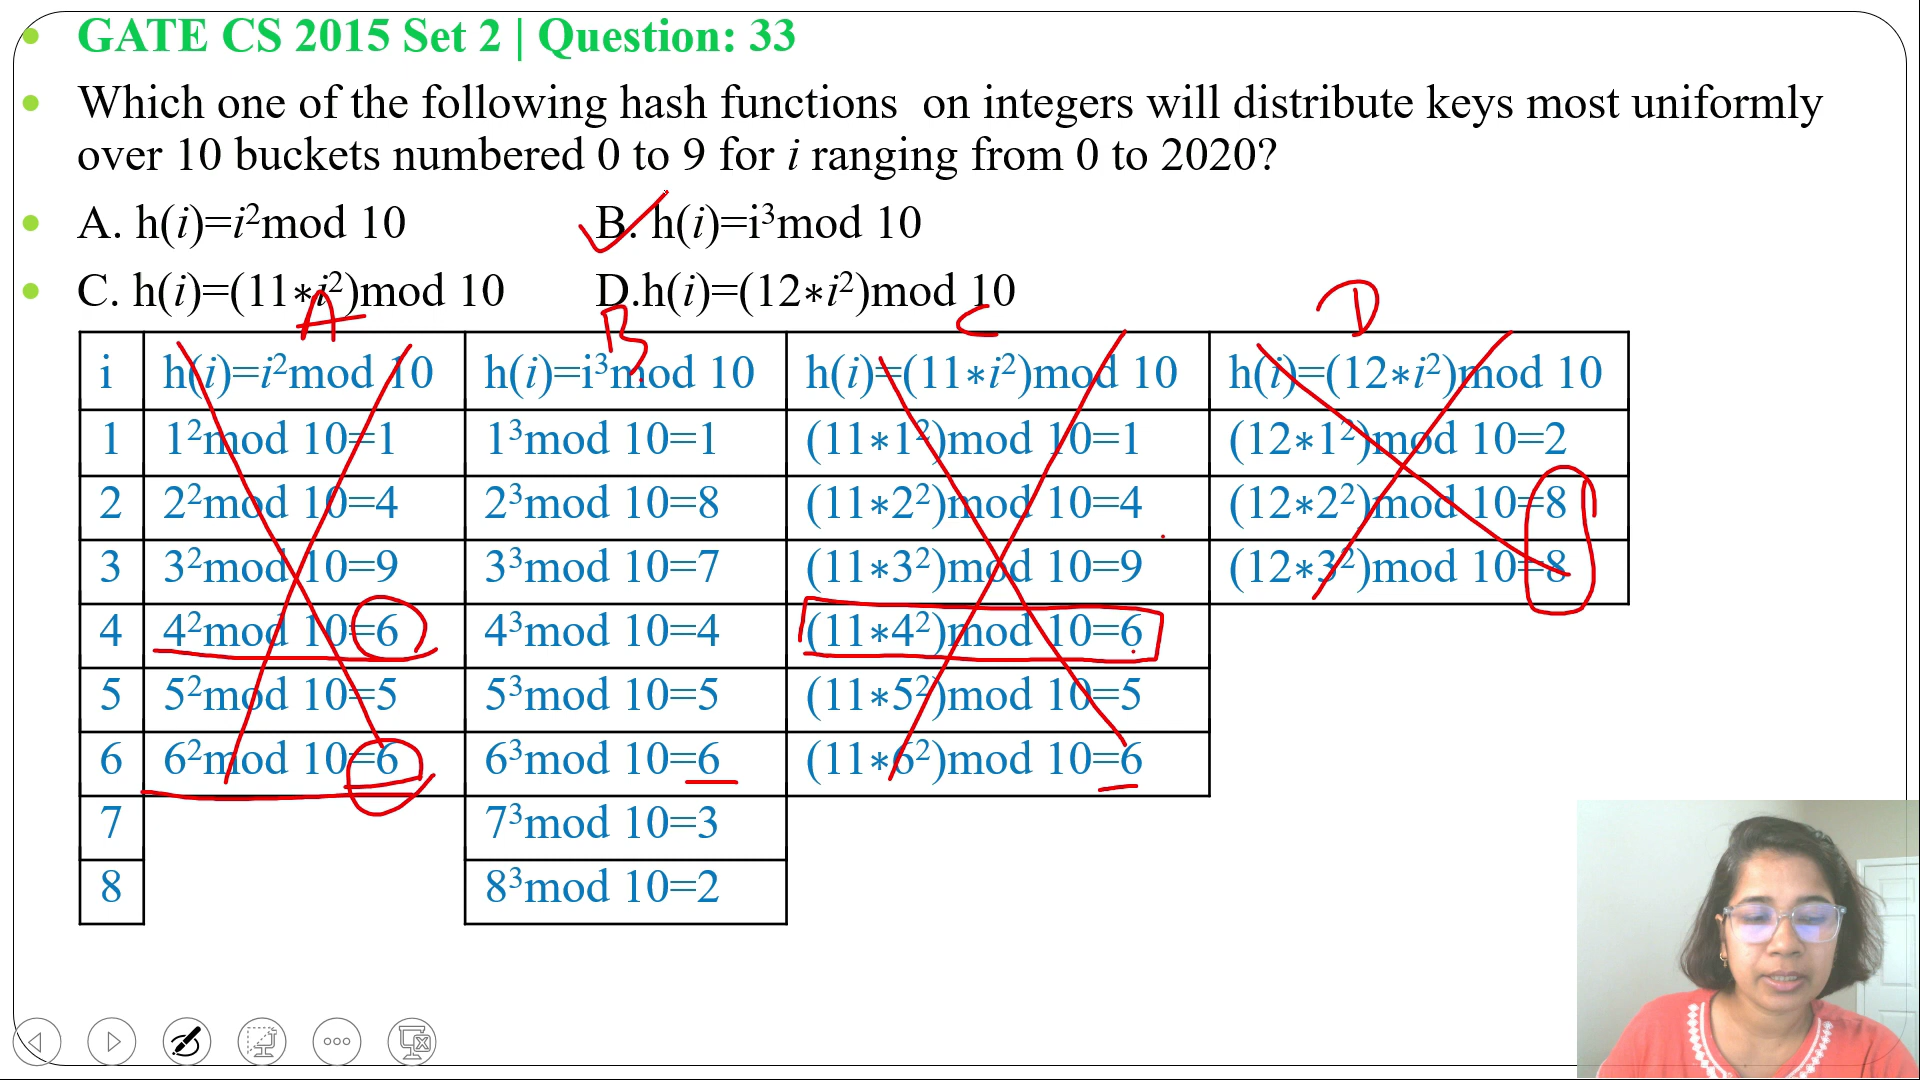 GATE CS 2015 Set 2 | Question: 33
Which one of the following hash functions on integers will distribute keys most uniformly
over 10 buckets numbered 0 to 9 for i ranging from 0 to 2020?
A. h(i)=i²mod 10 B. h(i)=i³mod 10
C. h(i)=(11∗i²)mod 10 D.h(i)=(12∗i²)mod 10
A B C D
i h(i)=i²mod 10 h(i)=i³mod 10 h(i)=(11∗i²)mod 10 h(i)=(12∗i²)mod 10
1 1²mod 10=1 1³mod 10=1 (11∗1²)mod 10=1 (12∗1²)mod 10=2
2 2²mod 10=4 2³mod 10=8 (11∗2²)mod 10=4 (12∗2²)mod 10=8
3 3²mod 10=9 3³mod 10=7 (11∗3²)mod 10=9 (12∗3²)mod 10=8
4 4²mod 10=6 4³mod 10=4 (11∗4²)mod 10=6
5 5²mod 10=5 5³mod 10=5 (11∗5²)mod 10=5
6 6²mod 10=6 6³mod 10=6 (11∗6²)mod 10=6
7 7³mod 10=3
8 8³mod 10=2